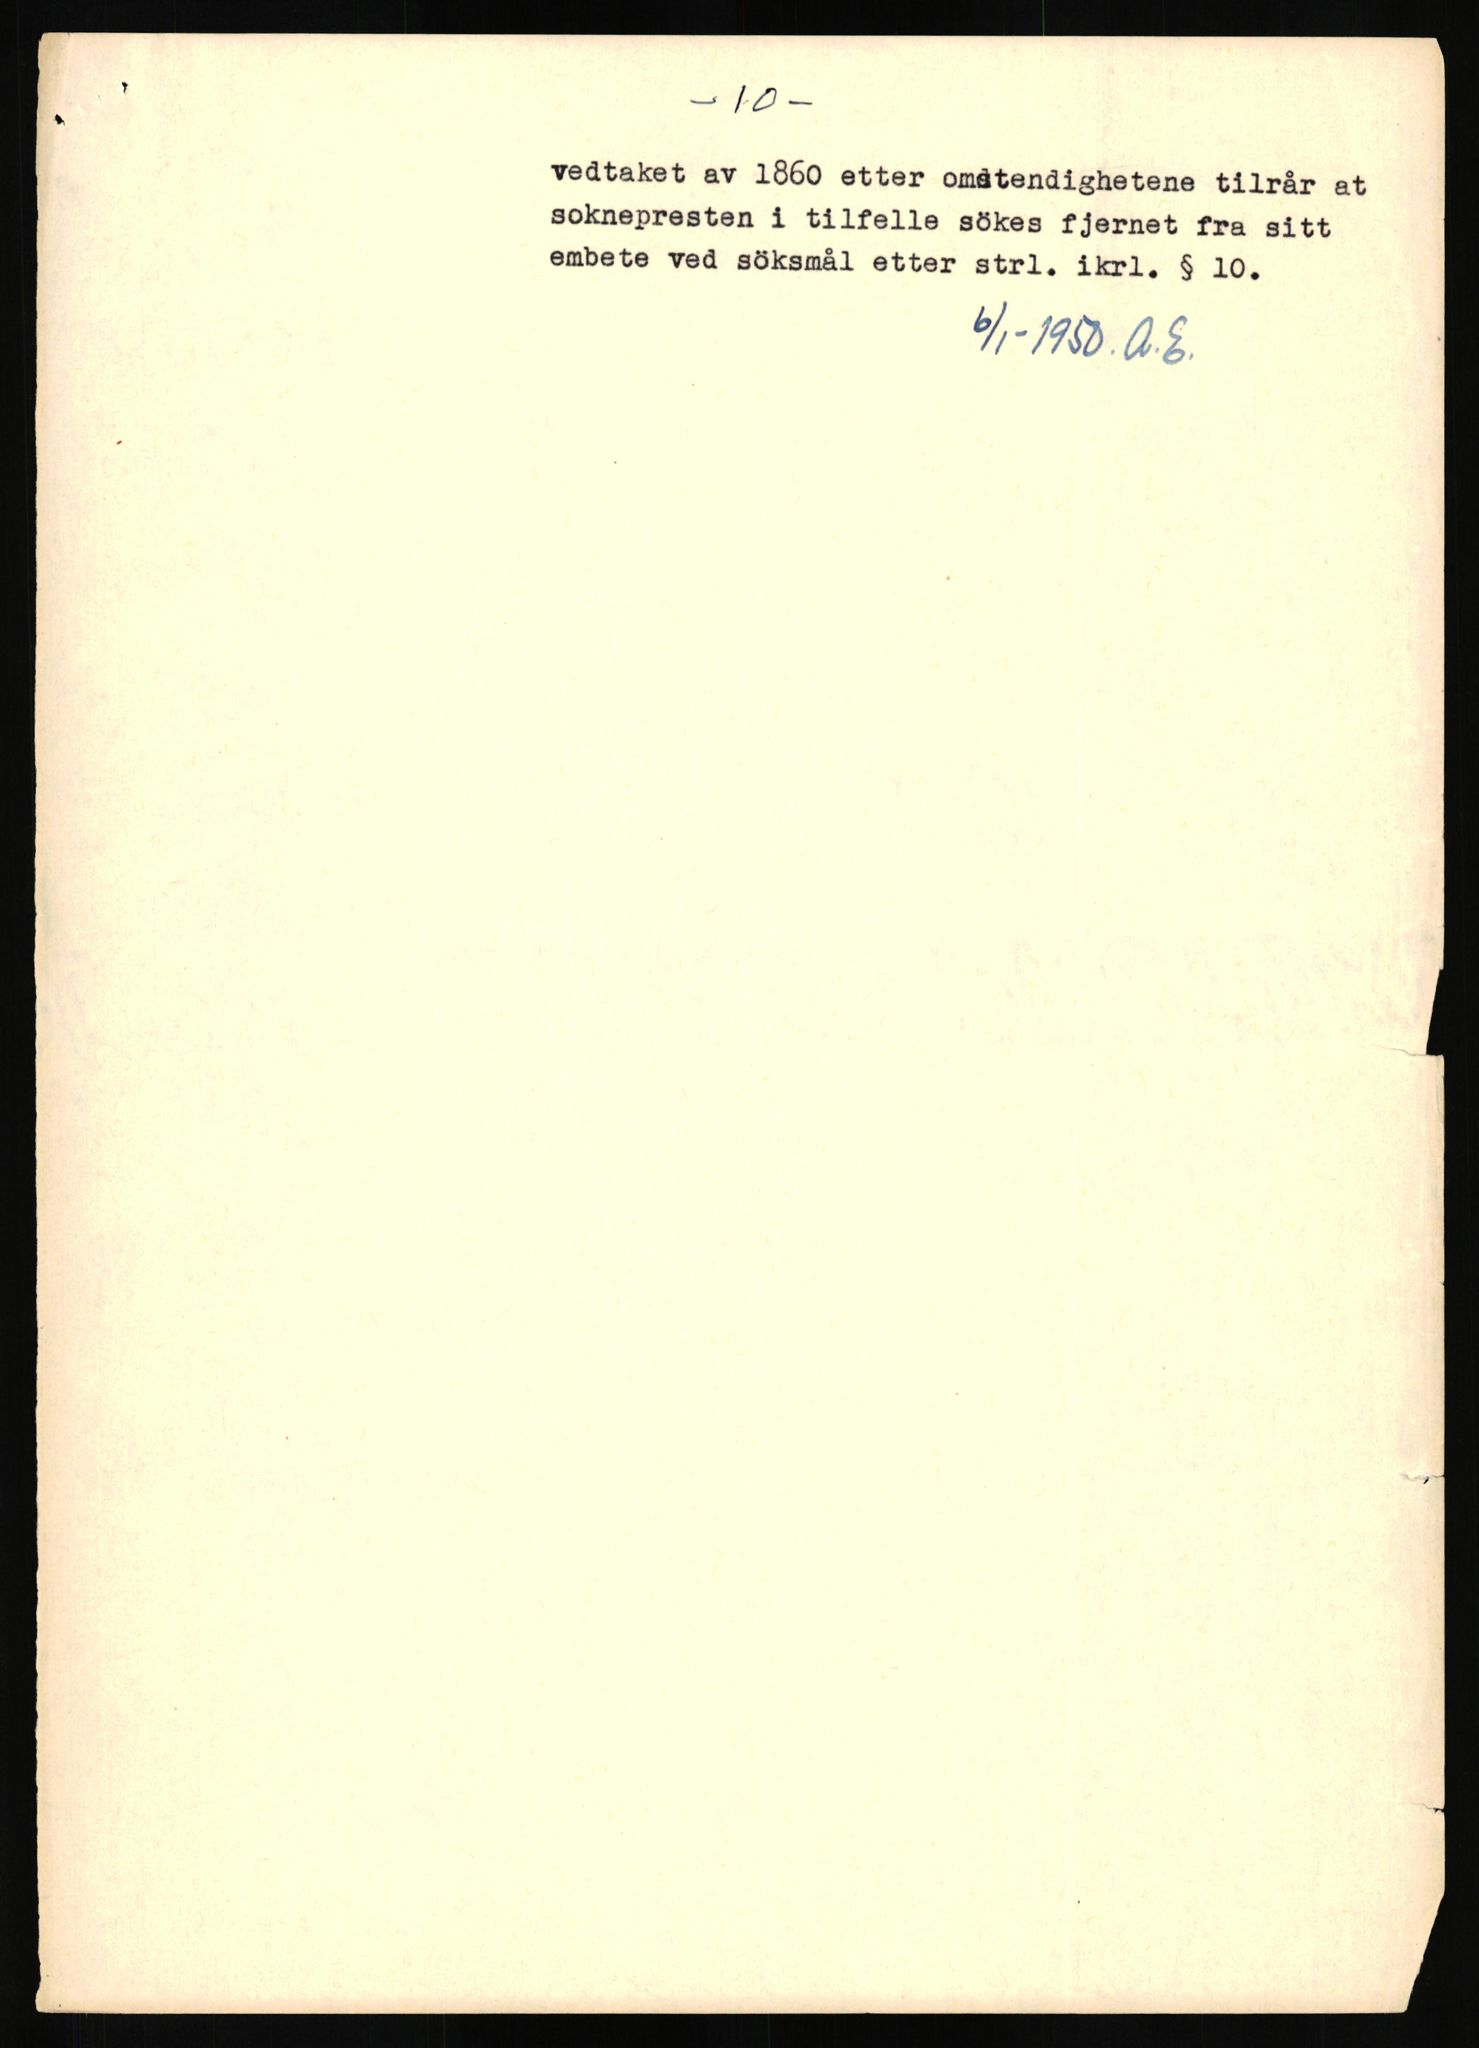 - 10 -
vedtaket av 1860 etter omstendighetene tilrår at
soknepresten i tilfelle sökes fjernet fra sitt
embete ved söksmål etter strl. ikrl. § 10.
6/1-1950. A.E.